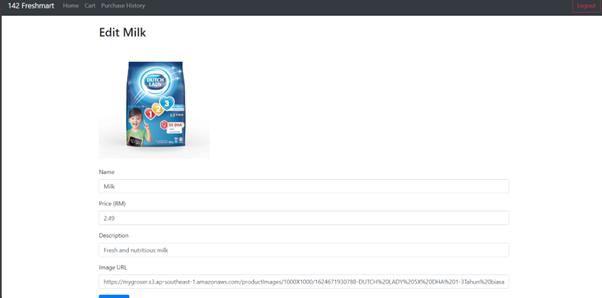 142 Freshmart Home Cart Purchase History Logout
Edit Milk
DUTCH
LADY
1 2 3
Name
Milk
Price (RM)
2.49
Description
Fresh and nutritious milk
Image URL
https://mygroser.s3.ap-southeast-1.amazonaws.com/productImages/1000X1000/1624671930788-DUTCH%20LADY%205X%20DHA%201-3Tahun%20biasa